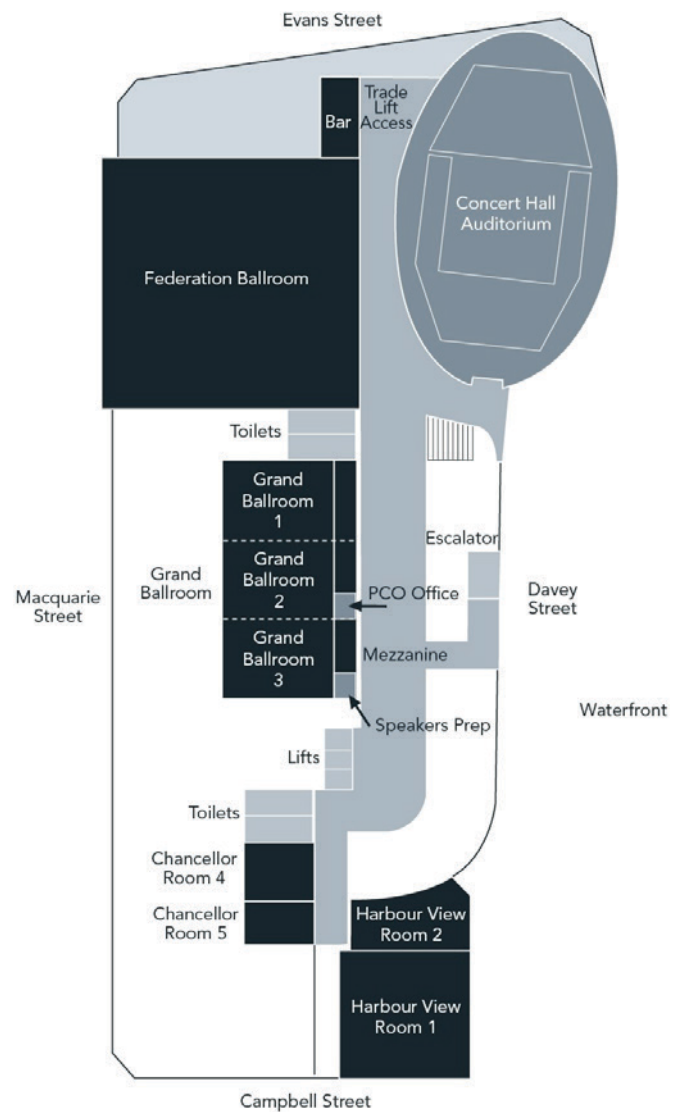 Evans Street
Trade
Lift
Access
Bar
Concert Hall
Auditorium
Federation Ballroom
Toilets
Grand
Ballroom
1
Escalator
Grand
Ballroom
2
Grand
Ballroom
PCO Office
Davey
Street
Macquarie
Street
Grand
Ballroom
3
Mezzanine
Waterfront
Speakers Prep
Lifts
Toilets
Chancellor
Room 4
Chancellor
Room 5
Harbour View
Room 2
Harbour View
Room 1
Campbell Street